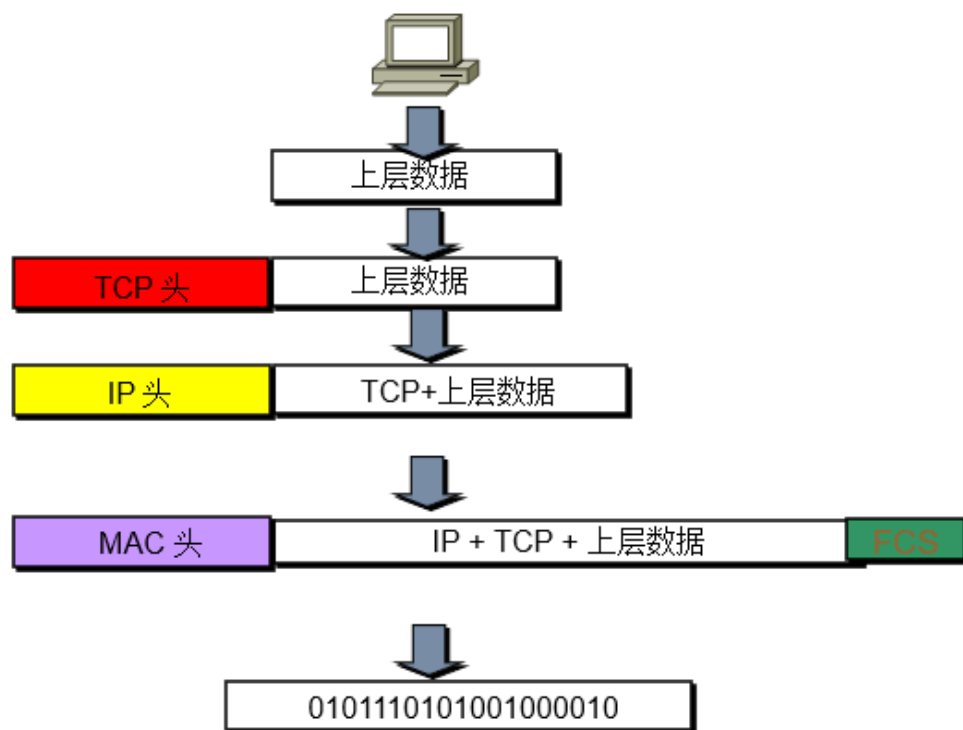 上层数据
TCP 头 上层数据
IP 头 TCP+上层数据
MAC 头 IP + TCP + 上层数据 FCS
0101110101001000010